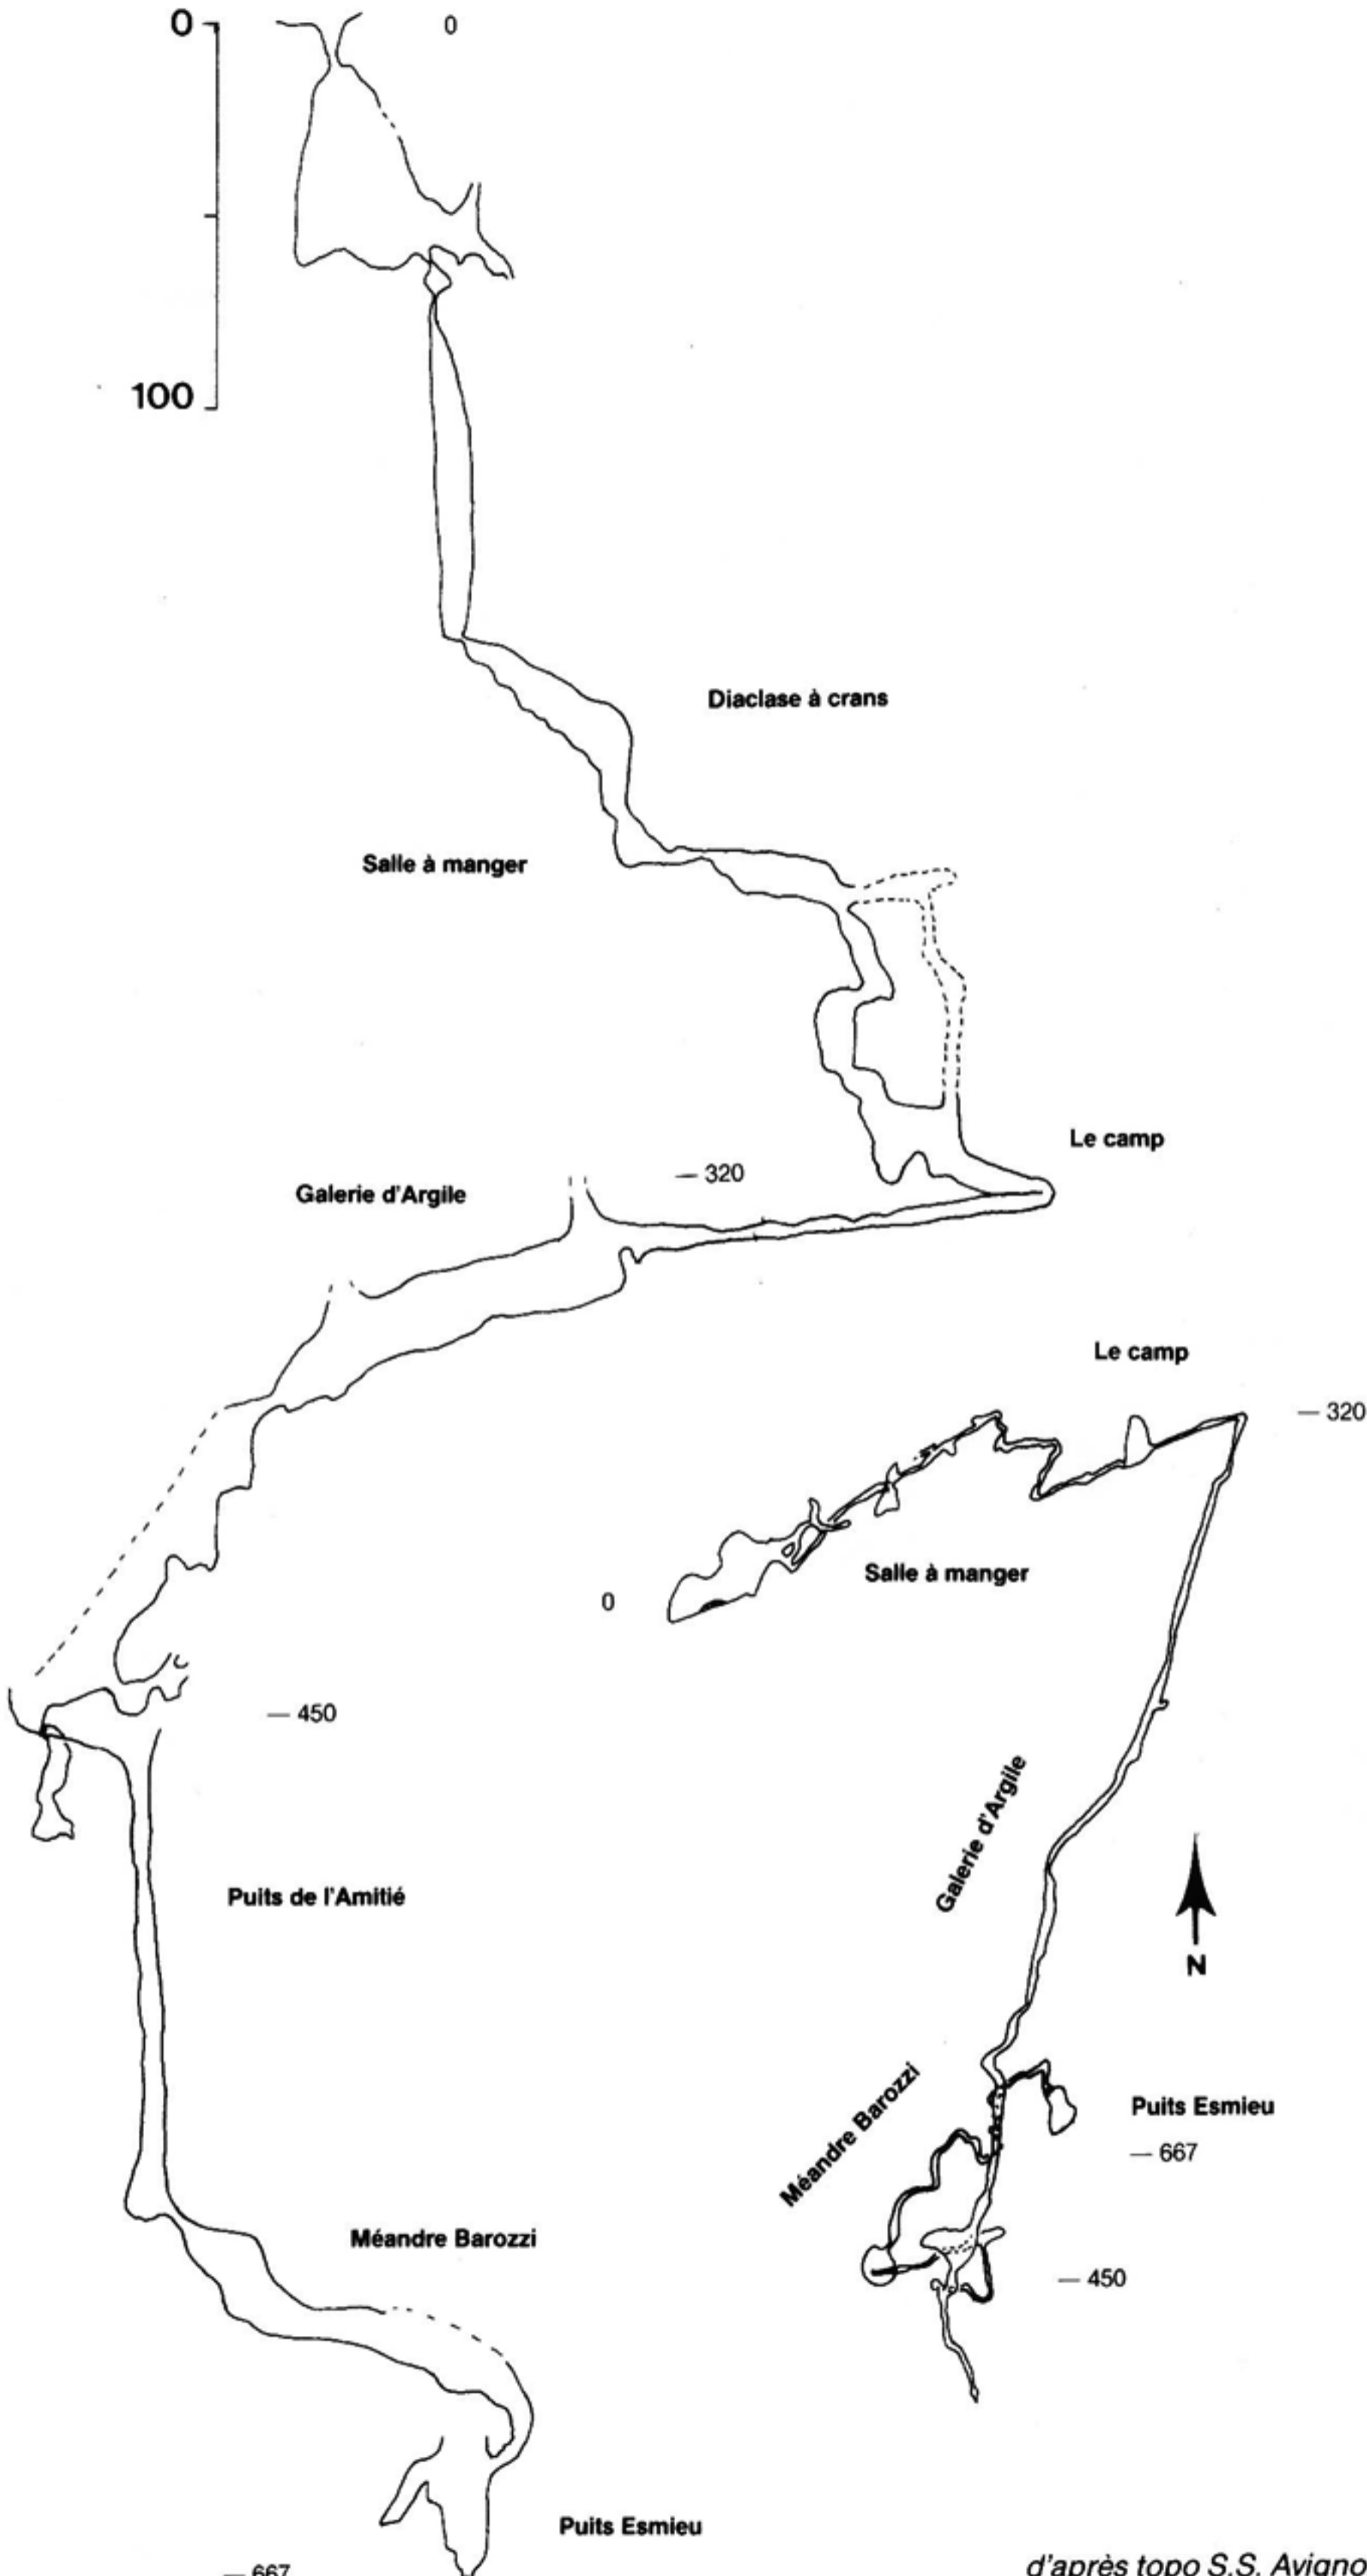 0
0
100
Diaclase à crans
Salle à manger
Le camp
— 320
Galerie d'Argile
Le camp
— 320
Salle à manger
0
— 450
Galerie d'Argile
Puits de l'Amitié
N
Méandre Barozzi
Puits Esmieu
— 667
Méandre Barozzi
— 450
Puits Esmieu
— 667
d'après topo S.S. Avigno